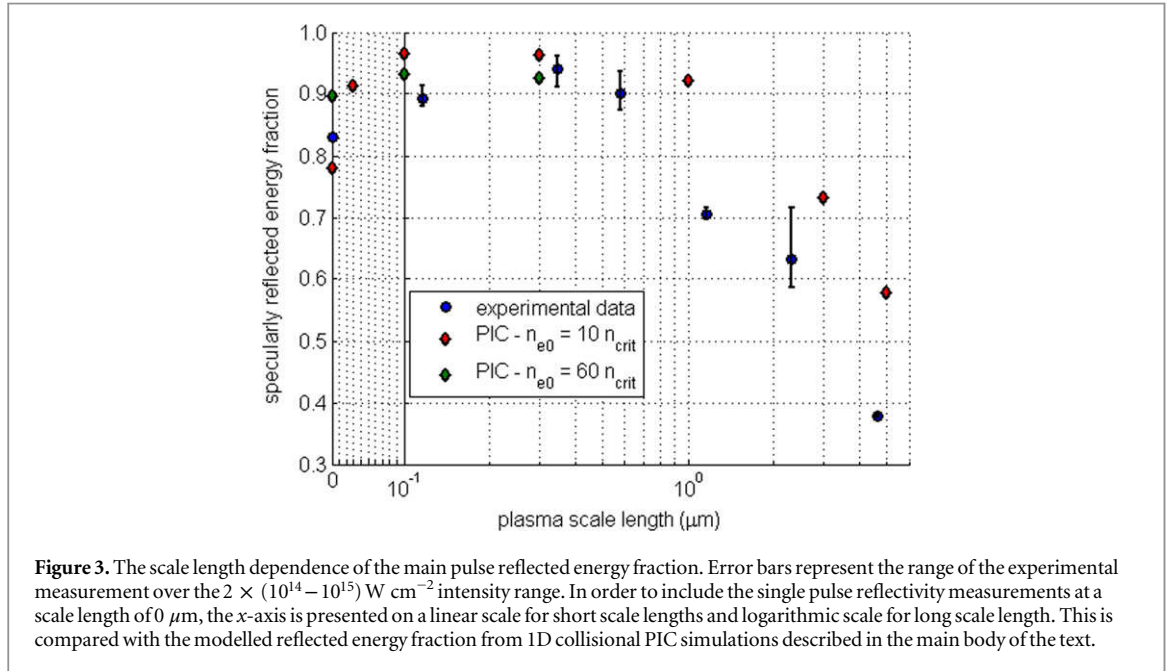 1.0
0.9
0.8
0.7
0.6
0.5
0.4
0.3
specularly reflected energy fraction
experimental data
PIC - n_e0 = 10 n_crit
PIC - n_e0 = 60 n_crit
0 10^-1 10^0
plasma scale length (μm)
Figure 3. The scale length dependence of the main pulse reflected energy fraction. Error bars represent the range of the experimental
measurement over the 2 × (10^14–10^15) W cm^−2 intensity range. In order to include the single pulse reflectivity measurements at a
scale length of 0 μm, the x-axis is presented on a linear scale for short scale lengths and logarithmic scale for long scale length. This is
compared with the modelled reflected energy fraction from 1D collisional PIC simulations described in the main body of the text.